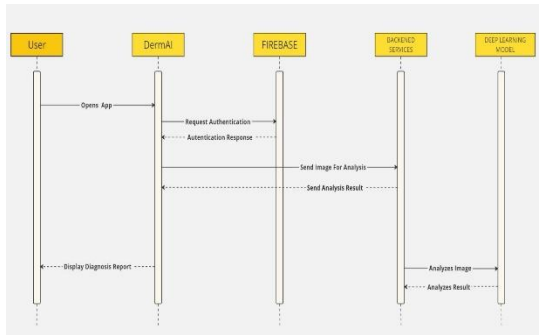 User
DermAI
FIREBASE
BACKENED
SERVICES
DEEP LEARNING
MODEL
Opens App
Request Authentication
Autentication Response
Send Image For Analysis
Send Analysis Result
Display Diagnosis Report
Analyzes Image
Analyzes Result